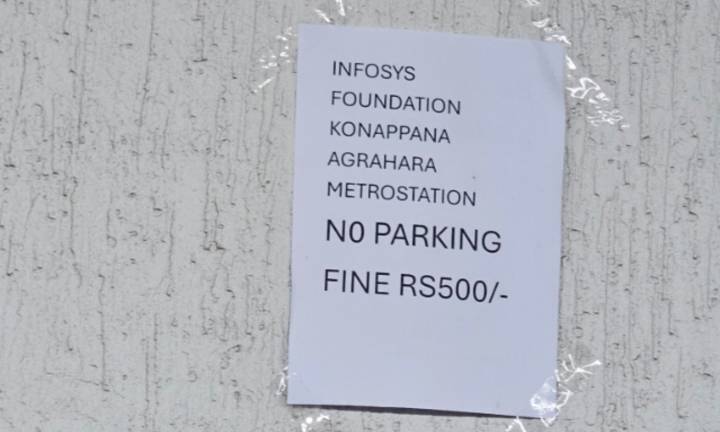 INFOSYS
FOUNDATION
KONAPPANA
AGRAHARA
METROSTATION
N0 PARKING
FINE RS500/-